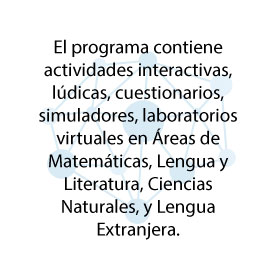 El programa contiene
actividades interactivas,
lúdicas, cuestionarios,
simuladores, laboratorios
virtuales en Áreas de
Matemáticas, Lengua y
Literatura, Ciencias
Naturales, y Lengua
Extranjera.